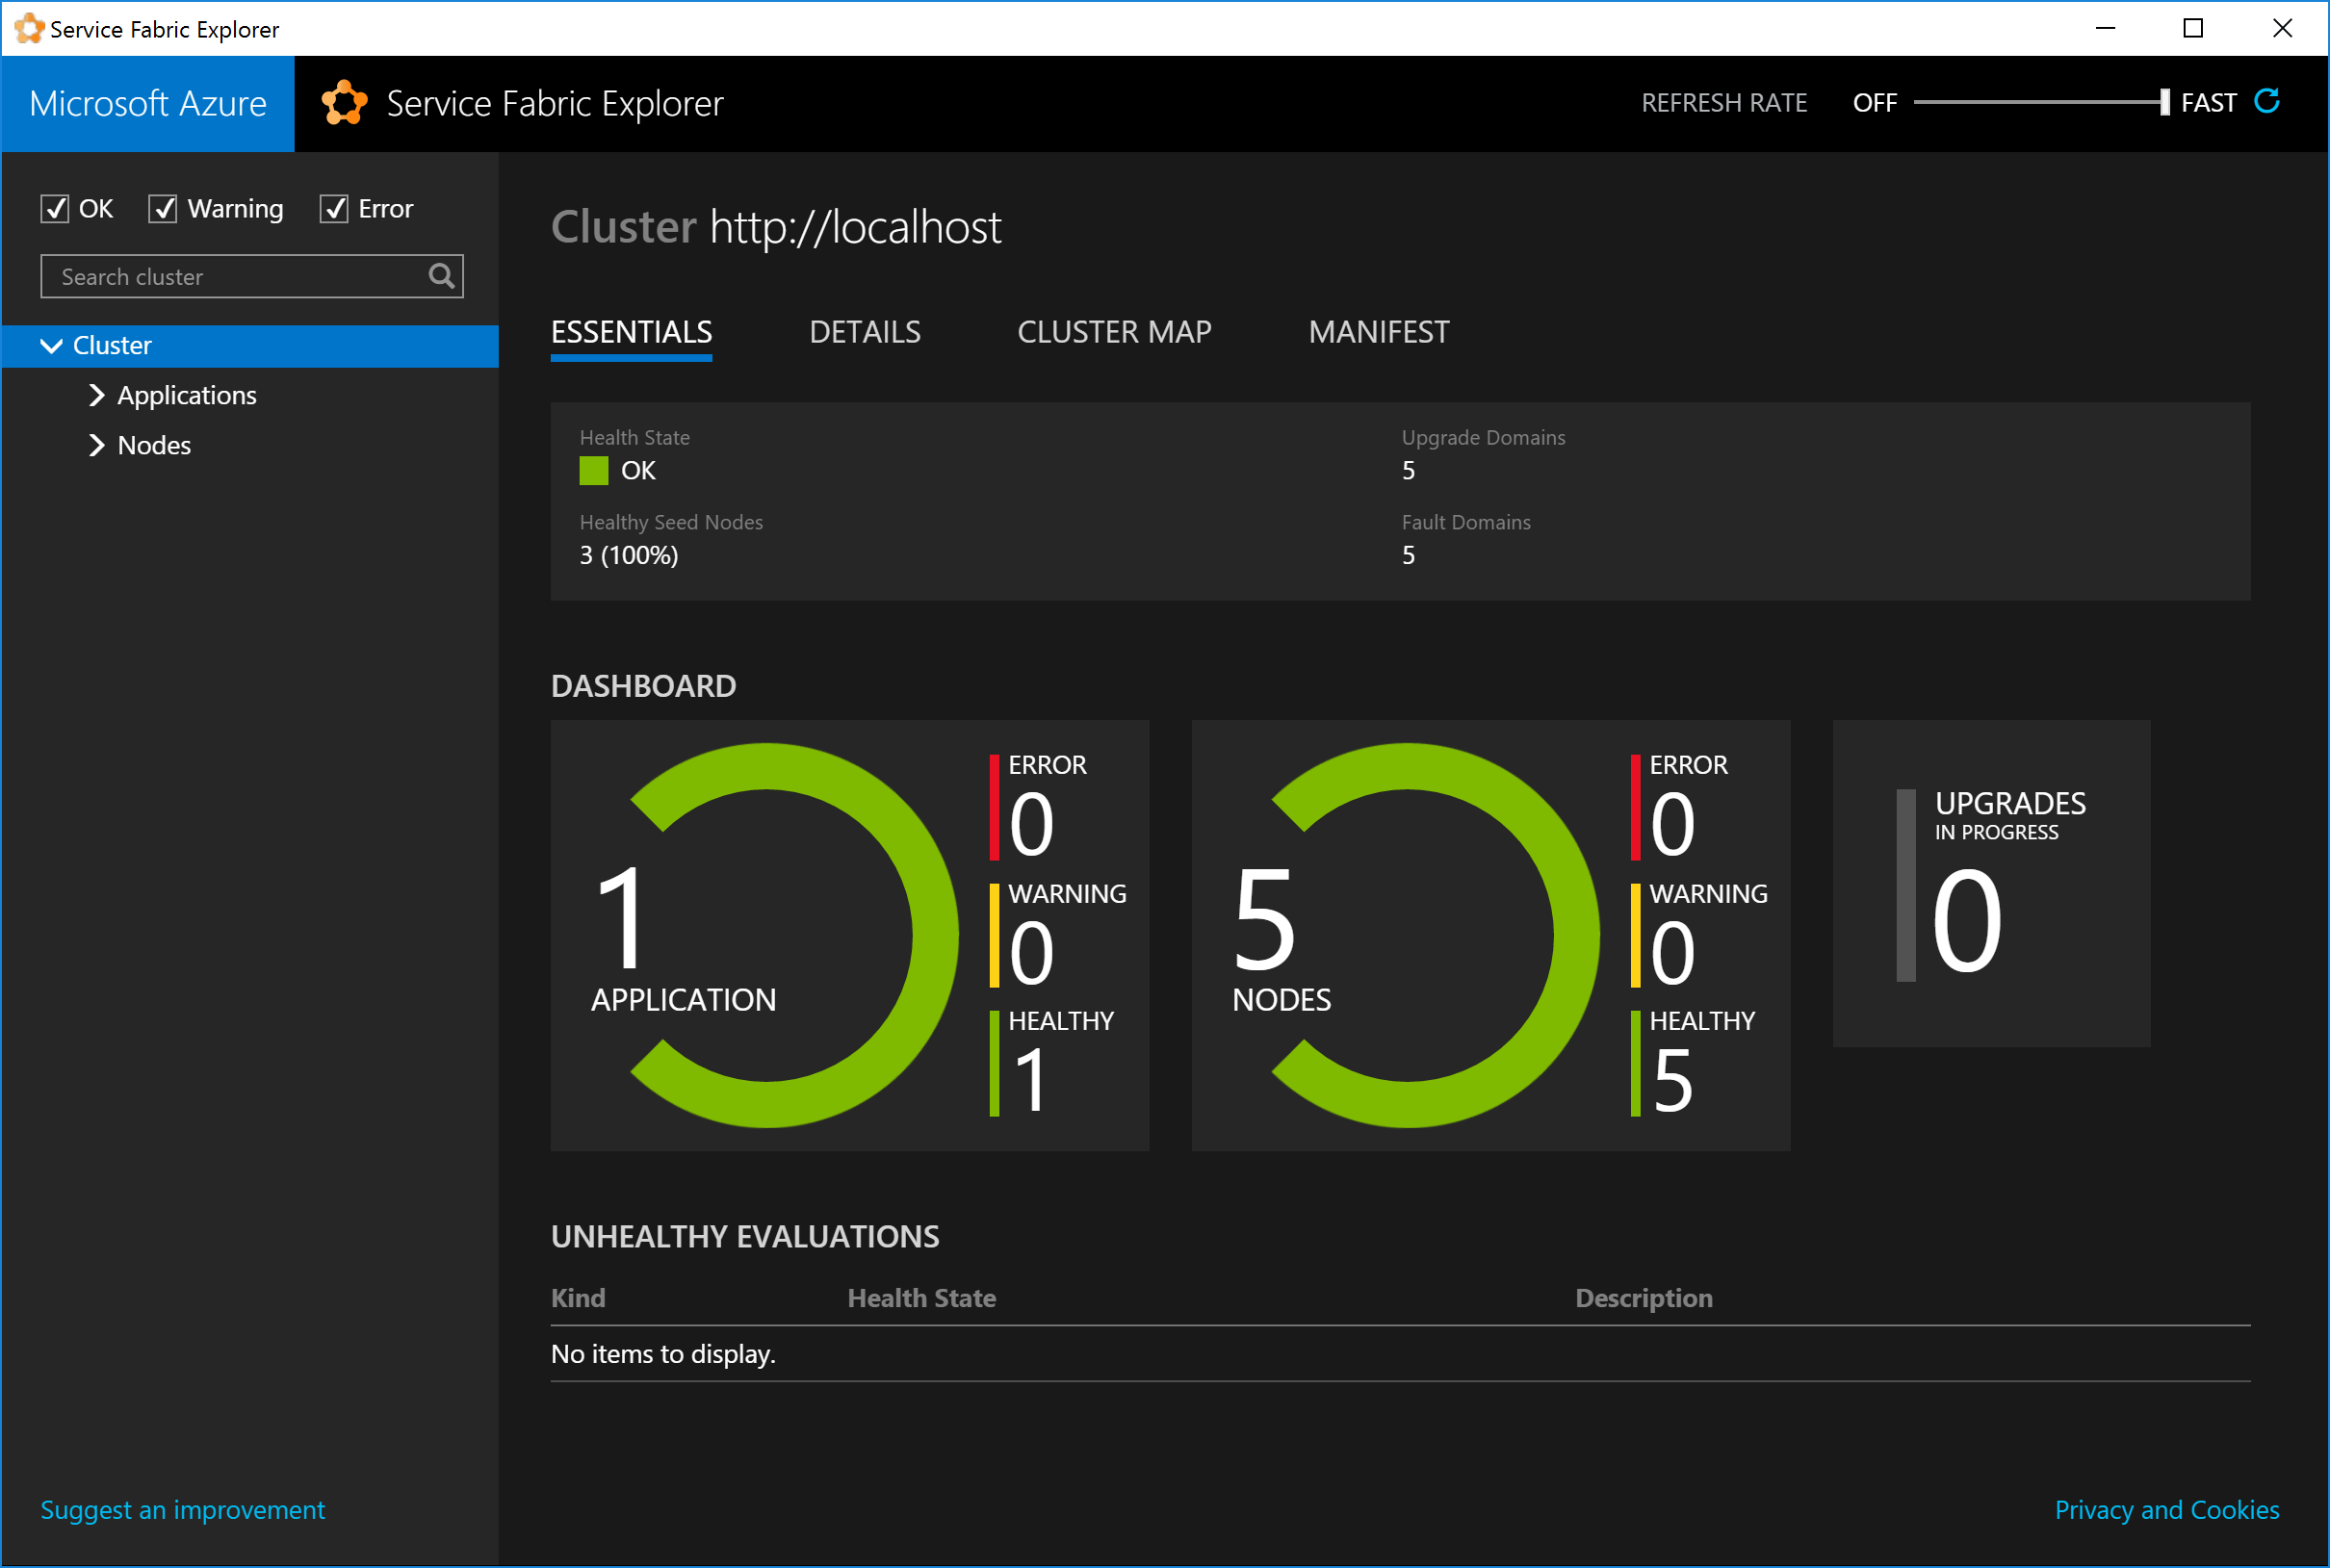 Service Fabric Explorer
Microsoft Azure
Service Fabric Explorer
REFRESH RATE OFF FAST
OK Warning Error
Search cluster
Cluster
Applications
Nodes
Cluster http://localhost
ESSENTIALS DETAILS CLUSTER MAP MANIFEST
Health State
OK
Upgrade Domains
5
Healthy Seed Nodes
3 (100%)
Fault Domains
5
DASHBOARD
1
APPLICATION
ERROR
0
WARNING
0
HEALTHY
1
5
NODES
ERROR
0
WARNING
0
HEALTHY
5
UPGRADES
IN PROGRESS
0
UNHEALTHY EVALUATIONS
Kind Health State Description
No items to display.
Suggest an improvement
Privacy and Cookies